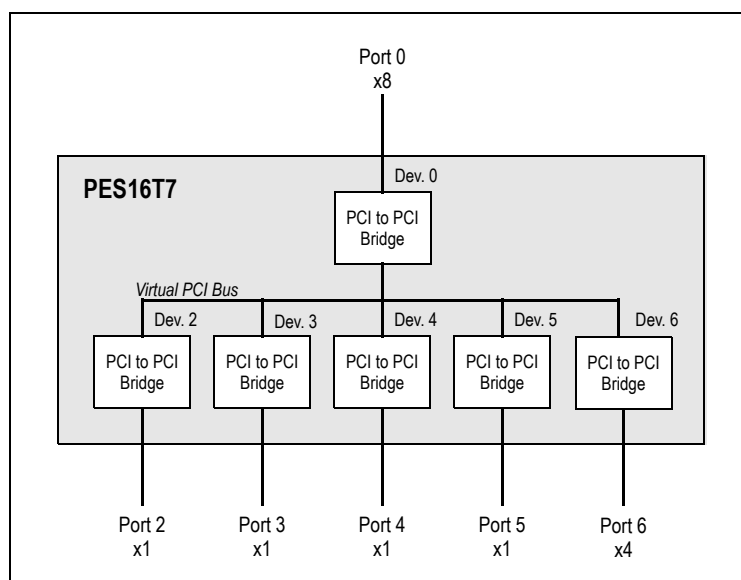 Port 0
x8
Dev. 0
PES16T7
PCI to PCI
Bridge
Virtual PCI Bus
Dev. 2
Dev. 3
Dev. 4
Dev. 5
Dev. 6
PCI to PCI
Bridge
PCI to PCI
Bridge
PCI to PCI
Bridge
PCI to PCI
Bridge
PCI to PCI
Bridge
Port 2
x1
Port 3
x1
Port 4
x1
Port 5
x1
Port 6
x4